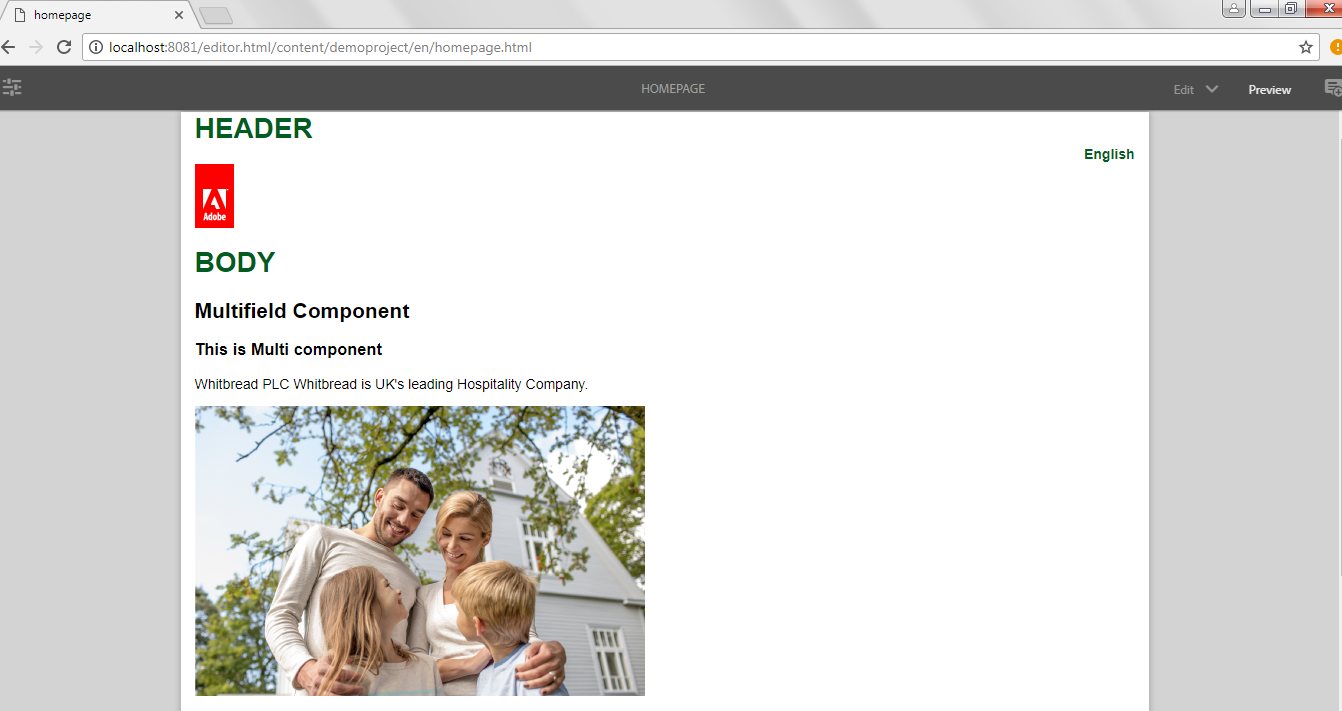 homepage
localhost:8081/editor.html/content/demoproject/en/homepage.html
HOMEPAGE
Edit
Preview
HEADER
English
Adobe
BODY
Multifield Component
This is Multi component
Whitbread PLC Whitbread is UK's leading Hospitality Company.